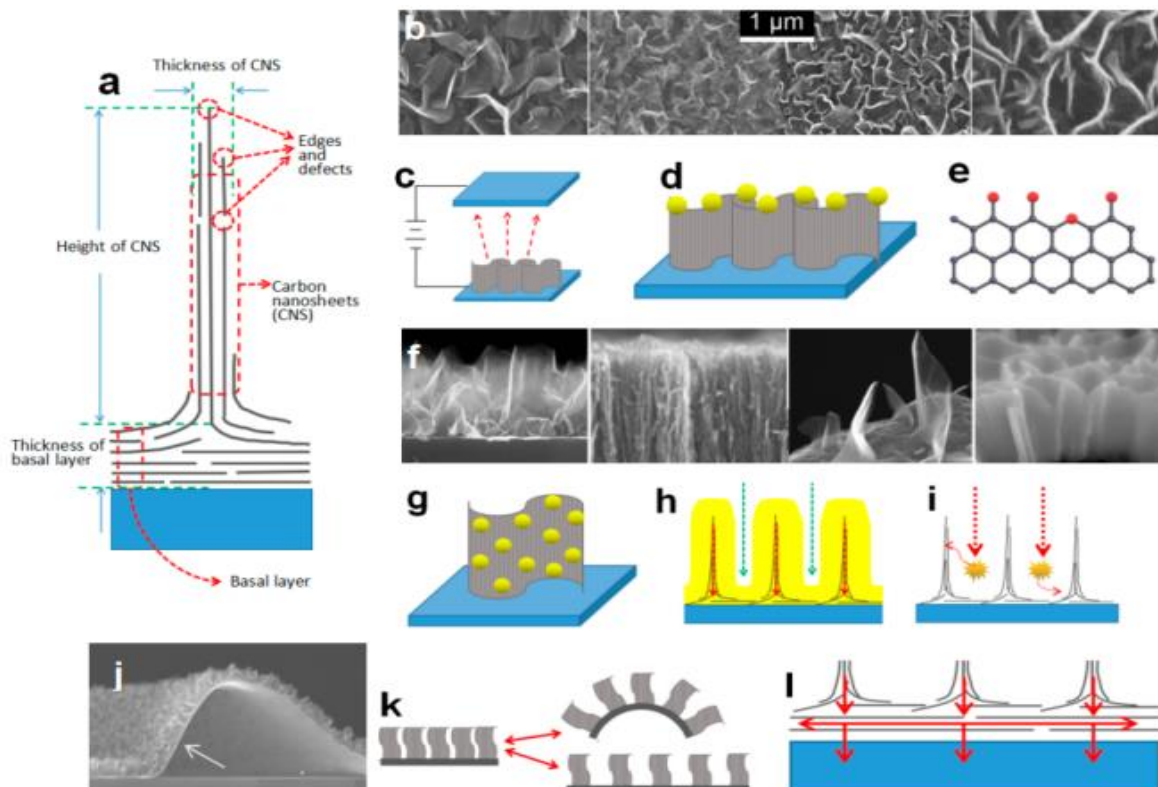 a
Thickness of CNS
Edges
and
defects
Height of CNS
Carbon
nanosheets
(CNS)
Thickness of
basal layer
Basal layer
b
1 µm
c
d
e
f
g
h
i
j
k
l